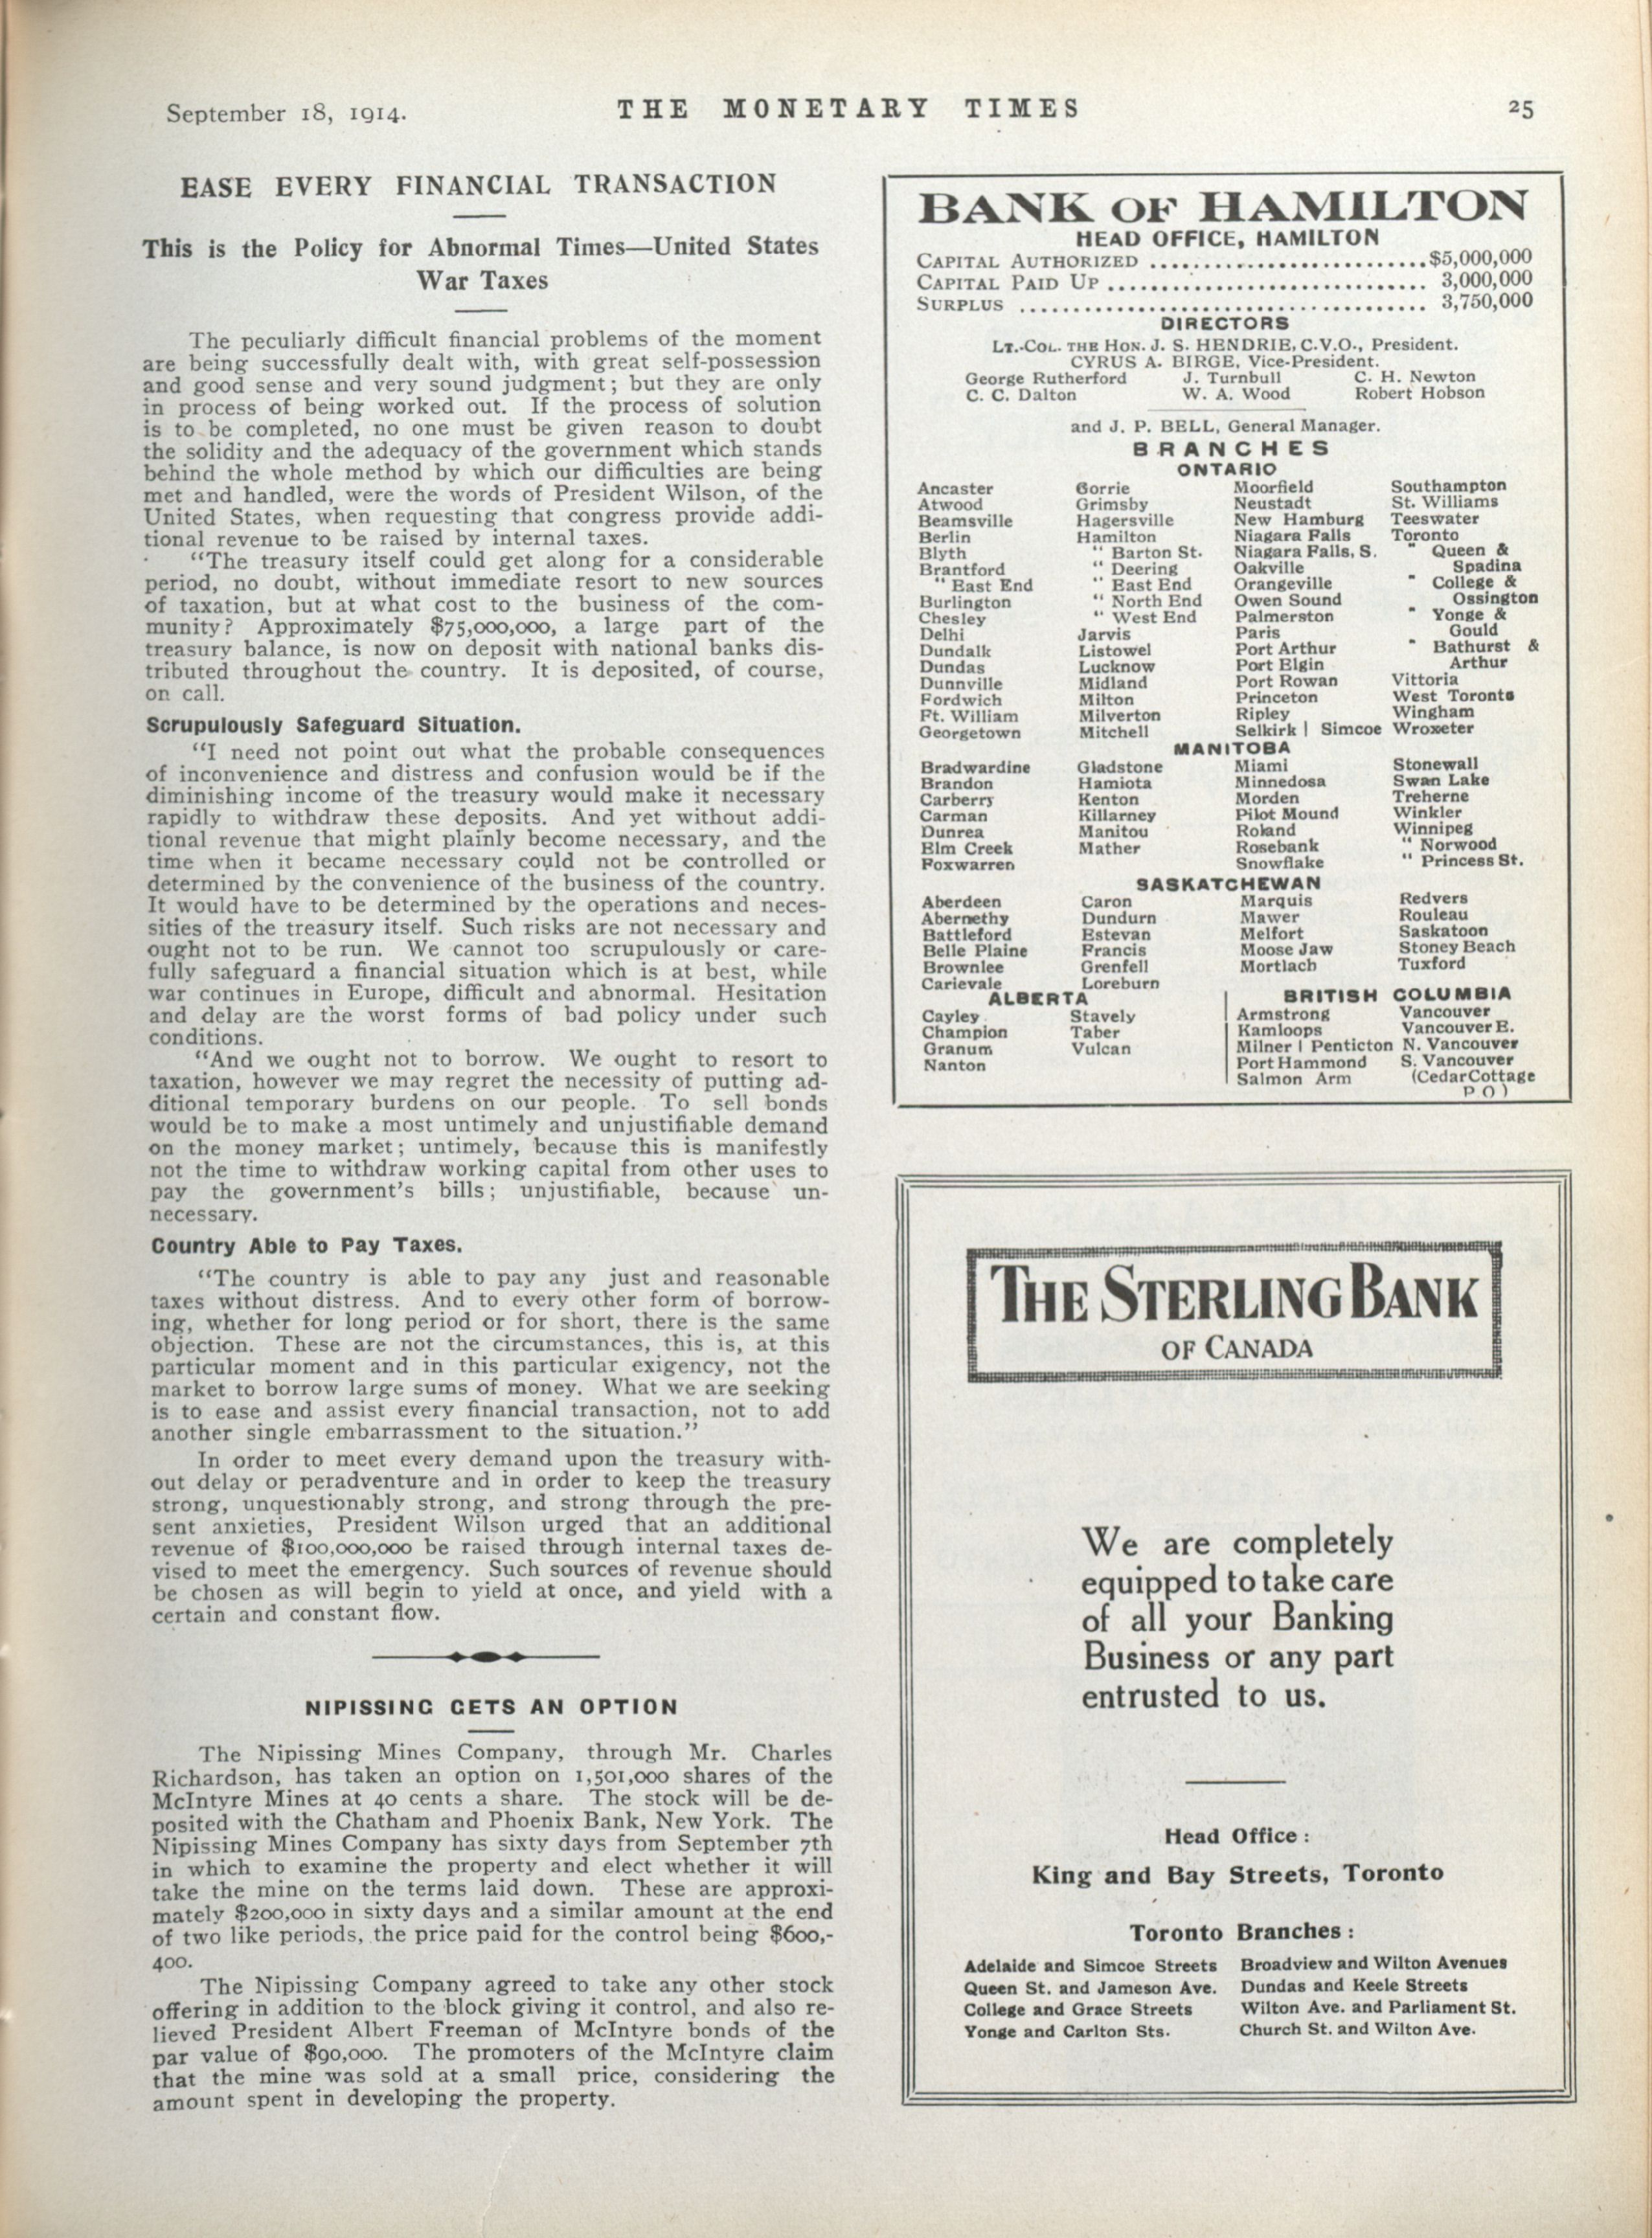 September 18, 1914.
THE MONETARY TIMES
25
EASE EVERY FINANCIAL TRANSACTION
This is the Policy for Abnormal Times—United States
War Taxes
The peculiarly difficult financial problems of the moment
are being successfully dealt with, with great self-possession
and good sense and very sound judgment; but they are only
in process of being worked out. If the process of solution
is to be completed, no one must be given reason to doubt
the solidity and the adequacy of the government which stands
behind the whole method by which our difficulties are being
met and handled, were the words of President Wilson, of the
United States, when requesting that congress provide addi-
tional revenue to be raised by internal taxes.
“The treasury itself could get along for a considerable
period, no doubt, without immediate resort to new sources
of taxation, but at what cost to the business of the com-
munity? Approximately $75,000,000, a large part of the
treasury balance, is now on deposit with national banks dis-
tributed throughout the country. It is deposited, of course,
on call.
Scrupulously Safeguard Situation.
“I need not point out what the probable consequences
of inconvenience and distress and confusion would be if the
diminishing income of the treasury would make it necessary
rapidly to withdraw these deposits. And yet without addi-
tional revenue that might plainly become necessary, and the
time when it became necessary could not be controlled or
determined by the convenience of the business of the country.
It would have to be determined by the operations and neces-
sities of the treasury itself. Such risks are not necessary and
ought not to be run. We cannot too scrupulously or care-
fully safeguard a financial situation which is at best, while
war continues in Europe, difficult and abnormal. Hesitation
and delay are the worst forms of bad policy under such
conditions.
“And we ought not to borrow. We ought to resort to
taxation, however we may regret the necessity of putting ad-
ditional temporary burdens on our people. To sell bonds
would be to make a most untimely and unjustifiable demand
on the money market; untimely, because this is manifestly
not the time to withdraw working capital from other uses to
pay the government’s bills; unjustifiable, because un-
necessary.
Country Able to Pay Taxes.
“The country is able to pay any just and reasonable
taxes without distress. And to every other form of borrow-
ing, whether for long period or for short, there is the same
objection. These are not the circumstances, this is, at this
particular moment and in this particular exigency, not the
market to borrow large sums of money. What we are seeking
is to ease and assist every financial transaction, not to add
another single embarrassment to the situation.”
In order to meet every demand upon the treasury with-
out delay or peradventure and in order to keep the treasury
strong, unquestionably strong, and strong through the pre-
sent anxieties, President Wilson urged that an additional
revenue of $100,000,000 be raised through internal taxes de-
vised to meet the emergency. Such sources of revenue should
be chosen as will begin to yield at once, and yield with a
certain and constant flow.
NIPISSING GETS AN OPTION
The Nipissing Mines Company, through Mr. Charles
Richardson, has taken an option on 1,501,000 shares of the
McIntyre Mines at 40 cents a share. The stock will be de-
posited with the Chatham and Phoenix Bank, New York. The
Nipissing Mines Company has sixty days from September 7th
in which to examine the property and elect whether it will
take the mine on the terms laid down. These are approxi-
mately $200,000 in sixty days and a similar amount at the end
of two like periods, the price paid for the control being $600,-
400.
The Nipissing Company agreed to take any other stock
offering in addition to the block giving it control, and also re-
lieved President Albert Freeman of McIntyre bonds of the
par value of $90,000. The promoters of the McIntyre claim
that the mine was sold at a small price, considering the
amount spent in developing the property.
BANK OF HAMILTON
HEAD OFFICE, HAMILTON
CAPITAL AUTHORIZED ..........................$5,000,000
CAPITAL PAID UP .............................. 3,000,000
SURPLUS ...................................... 3,750,000
DIRECTORS
LT.-COL. THE HON. J. S. HENDRIE, C.V.O., President.
CYRUS A. BIRGE, Vice-President.
George Rutherford J. Turnbull C. H. Newton
C. C. Dalton W. A. Wood Robert Hobson
and J. P. BELL, General Manager.
BRANCHES
ONTARIO
Ancaster Gorrie Moorfield Southampton
Atwood Grimsby Neustadt St. Williams
Beamsville Hagersville New Hamburg Teeswater
Berlin Hamilton Niagara Falls Toronto
Blyth " Barton St. Niagara Falls, S. " Queen &
Brantford " Deering Oakville Spadina
" East End " East End Orangeville " College &
Burlington " North End Owen Sound Ossington
Chesley " West End Palmerston " Yonge &
Delhi Jarvis Paris Gould
Dundalk Listowel Port Arthur " Bathurst &
Dundas Lucknow Port Elgin Arthur
Dunnville Midland Port Rowan Vittoria
Fordwich Milton Princeton West Toronto
Ft. William Milverton Ripley Wingham
Georgetown Mitchell Selkirk | Simcoe Wroxeter
MANITOBA
Bradwardine Gladstone Miami Stonewall
Brandon Hamiota Minnedosa Swan Lake
Carberry Kenton Morden Treherne
Carman Killarney Pilot Mound Winkler
Dunrea Manitou Roland Winnipeg
Elm Creek Mather Rosebank " Norwood
Foxwarren Snowflake " Princess St.
SASKATCHEWAN
Aberdeen Caron Marquis Redvers
Abernethy Dundurn Mawer Rouleau
Battleford Estevan Melfort Saskatoon
Belle Plaine Francis Moose Jaw Stoney Beach
Brownlee Grenfell Mortlach Tuxford
Carievale Loreburn
ALBERTA
Cayley Stavely
Champion Taber
Granum Vulcan
Nanton
BRITISH COLUMBIA
Armstrong Vancouver
Kamloops Vancouver E.
Milner | Penticton N. Vancouver
Port Hammond S. Vancouver
Salmon Arm (Cedar Cottage
P.O.)
THE STERLING BANK
OF CANADA
We are completely
equipped to take care
of all your Banking
Business or any part
entrusted to us.
Head Office:
King and Bay Streets, Toronto
Toronto Branches:
Adelaide and Simcoe Streets Broadview and Wilton Avenues
Queen St. and Jameson Ave. Dundas and Keele Streets
College and Grace Streets Wilton Ave. and Parliament St.
Yonge and Carlton Sts. Church St. and Wilton Ave.